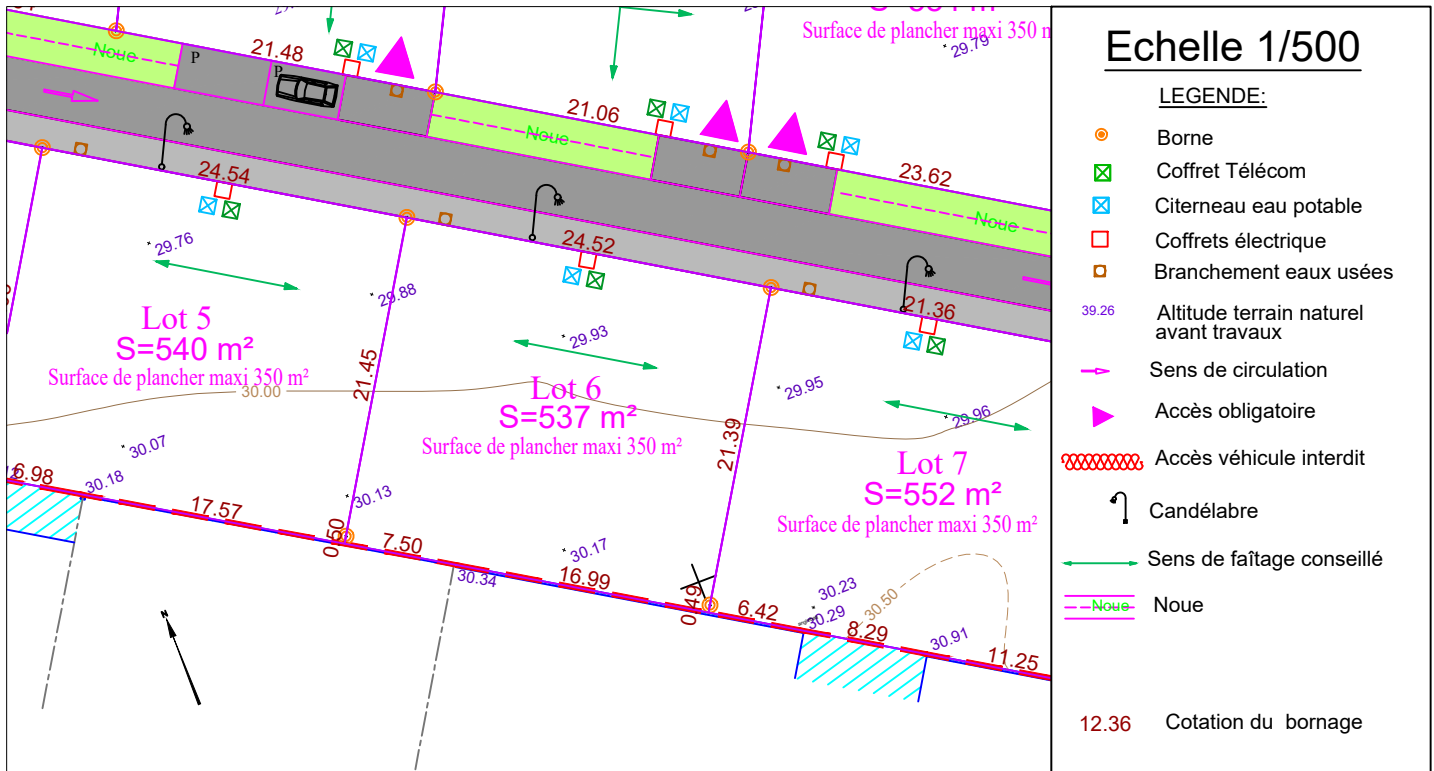 Surface de plancher maxi 350 m
29.79
Noue
P
21.48
P
21.06
Noue
23.62
Noue
24.54
24.52
21.36
29.76
29.88
29.93
29.95
29.96
Lot 5
S=540 m²
Surface de plancher maxi 350 m²
30.00
21.45
Lot 6
S=537 m²
Surface de plancher maxi 350 m²
21.39
Lot 7
S=552 m²
Surface de plancher maxi 350 m²
30.07
6.98
30.18
17.57
30.13
0.50
7.50
30.34
30.17
16.99
0.49
6.42
30.23
30.29
30.50
8.29
30.91
11.25
N
Echelle 1/500
LEGENDE:
Borne
Coffret Télécom
Citerneau eau potable
Coffrets électrique
Branchement eaux usées
39.26 Altitude terrain naturel
avant travaux
Sens de circulation
Accès obligatoire
Accès véhicule interdit
Candélabre
Sens de faîtage conseillé
Noue Noue
12.36 Cotation du bornage